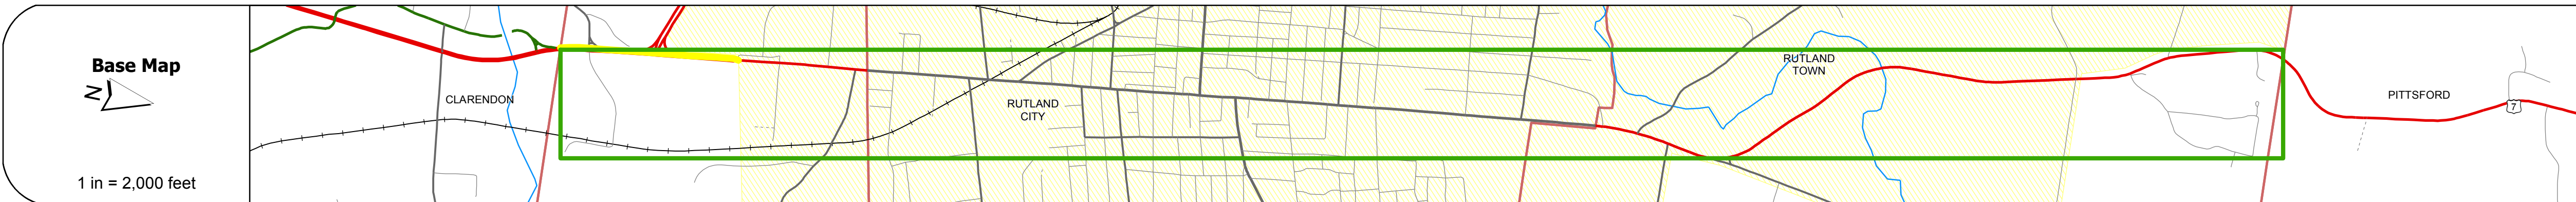 Base Map
N
1 in = 2,000 feet
CLARENDON
RUTLAND
CITY
RUTLAND
TOWN
PITTSFORD
7